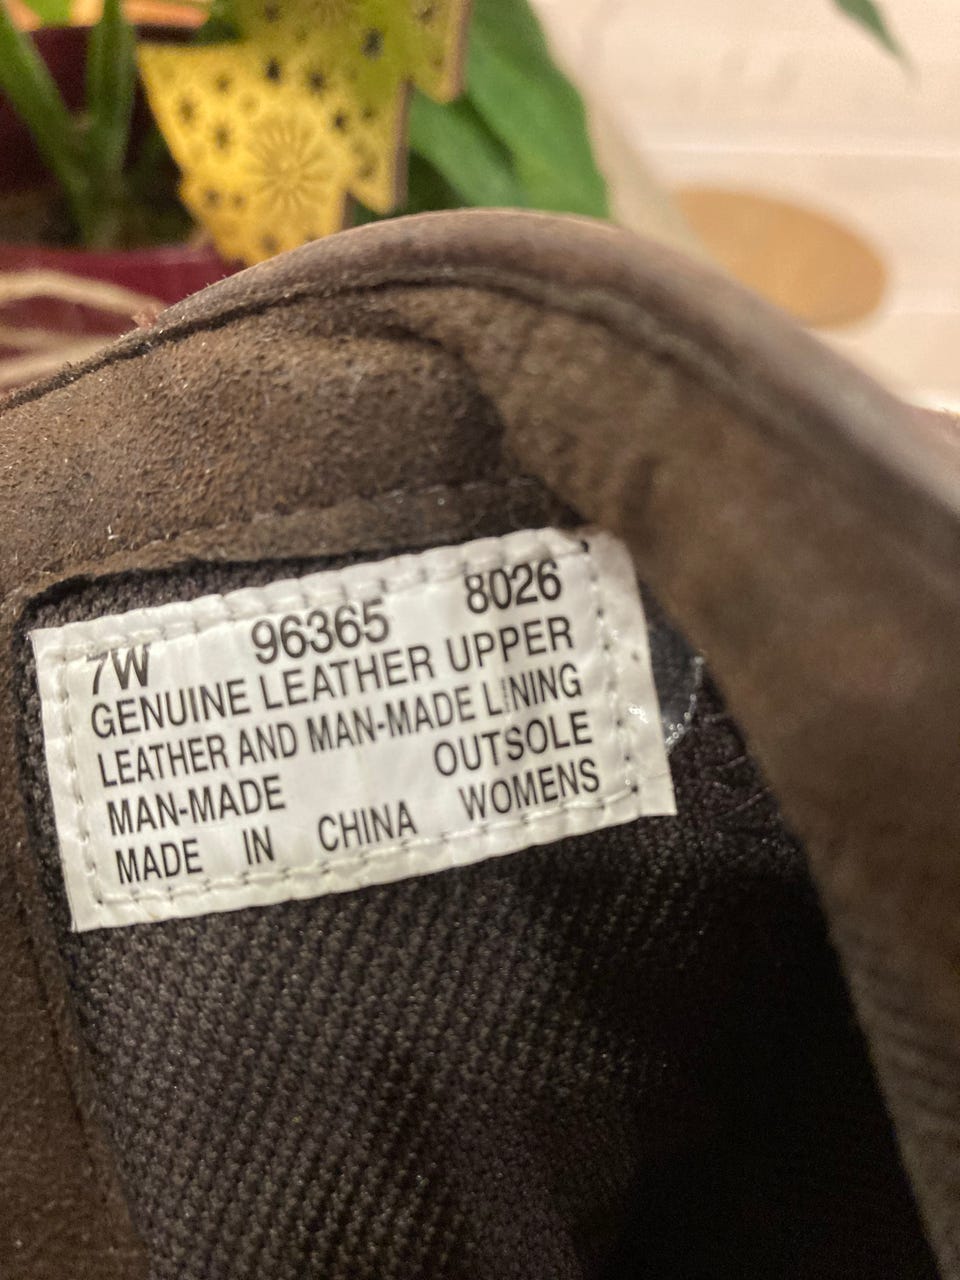 7W 96365 8026
GENUINE LEATHER UPPER
LEATHER AND MAN-MADE LINING
MAN-MADE OUTSOLE
MADE IN CHINA WOMENS